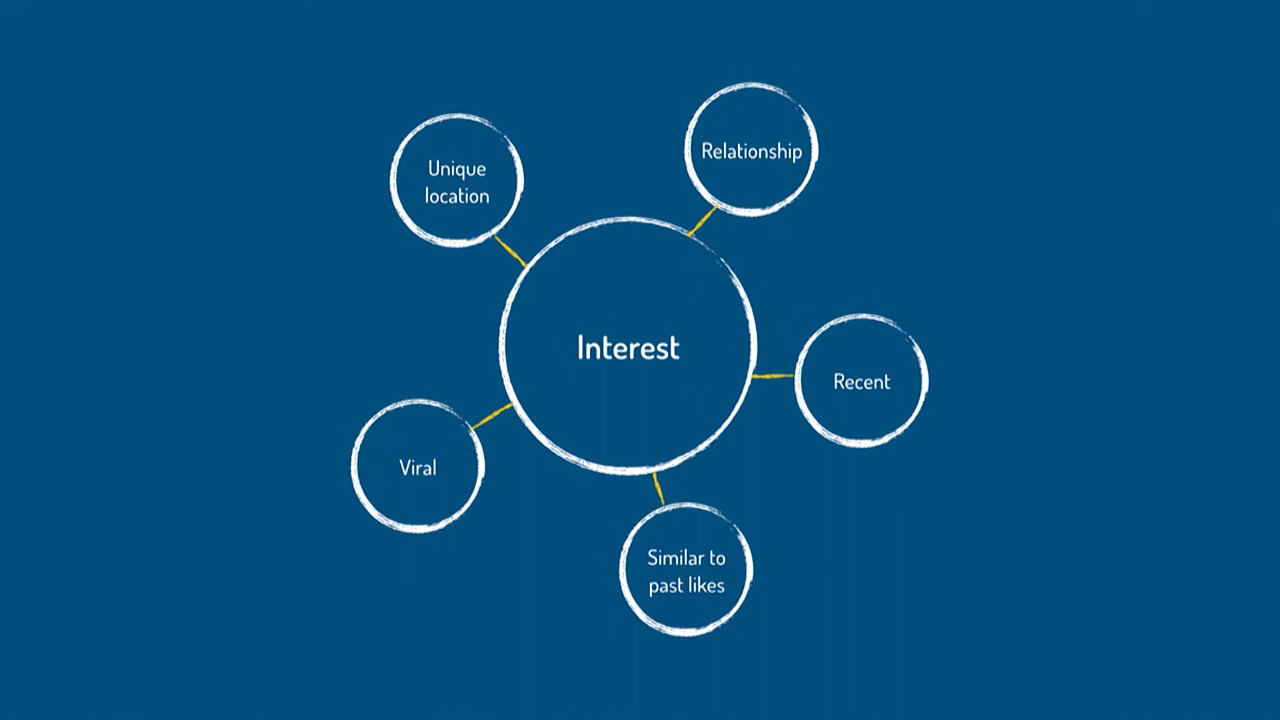 Unique
location
Relationship
Interest
Recent
Viral
Similar to
past likes